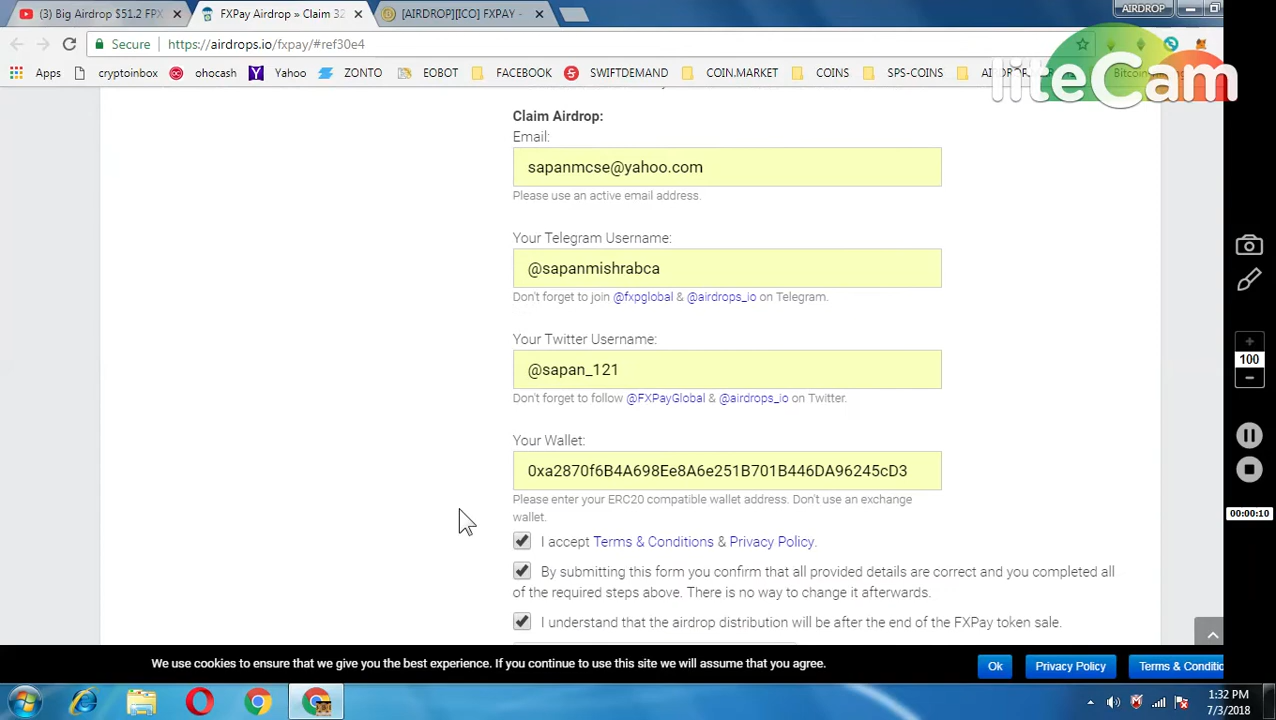 (3) Big Airdrop $51.2 FPX
FXPay Airdrop » Claim 32
[AIRDROP][ICO] FXPAY -
AIRDROP
Secure
https://airdrops.io/fxpay/#ref30e4
Apps
cryptoinbox
ohocash
Yahoo
ZONTO
EOBOT
FACEBOOK
SWIFTDEMAND
COIN.MARKET
COINS
SPS-COINS
liteCam
Claim Airdrop:
Email:
sapanmcse@yahoo.com
Please use an active email address.
Your Telegram Username:
@sapanmishrabca
Don't forget to join @fxpglobal & @airdrops_io on Telegram.
Your Twitter Username:
@sapan_121
Don't forget to follow @FXPayGlobal & @airdrops_io on Twitter.
Your Wallet:
0xa2870f6B4A698Ee8A6e251B701B446DA96245cD3
Please enter your ERC20 compatible wallet address. Don't use an exchange
wallet.
I accept Terms & Conditions & Privacy Policy.
By submitting this form you confirm that all provided details are correct and you completed all
of the required steps above. There is no way to change it afterwards.
I understand that the airdrop distribution will be after the end of the FXPay token sale.
100
00:00:10
We use cookies to ensure that we give you the best experience. If you continue to use this site we will assume that you agree.
Ok
Privacy Policy
Terms & Conditic
1:32 PM
7/3/2018